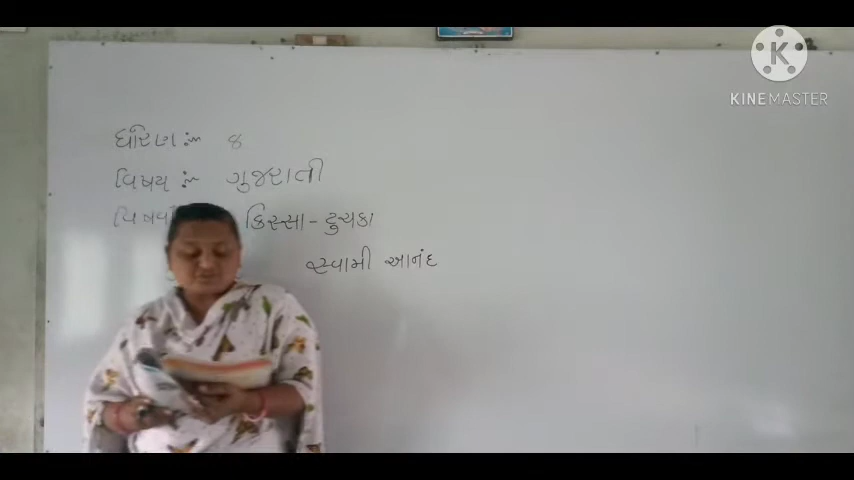 ધોરણ :- ૪
વિષય :- ગુજરાતી
કિસ્સા - ટુચકા
સ્વામી આનંદ
KINEMASTER